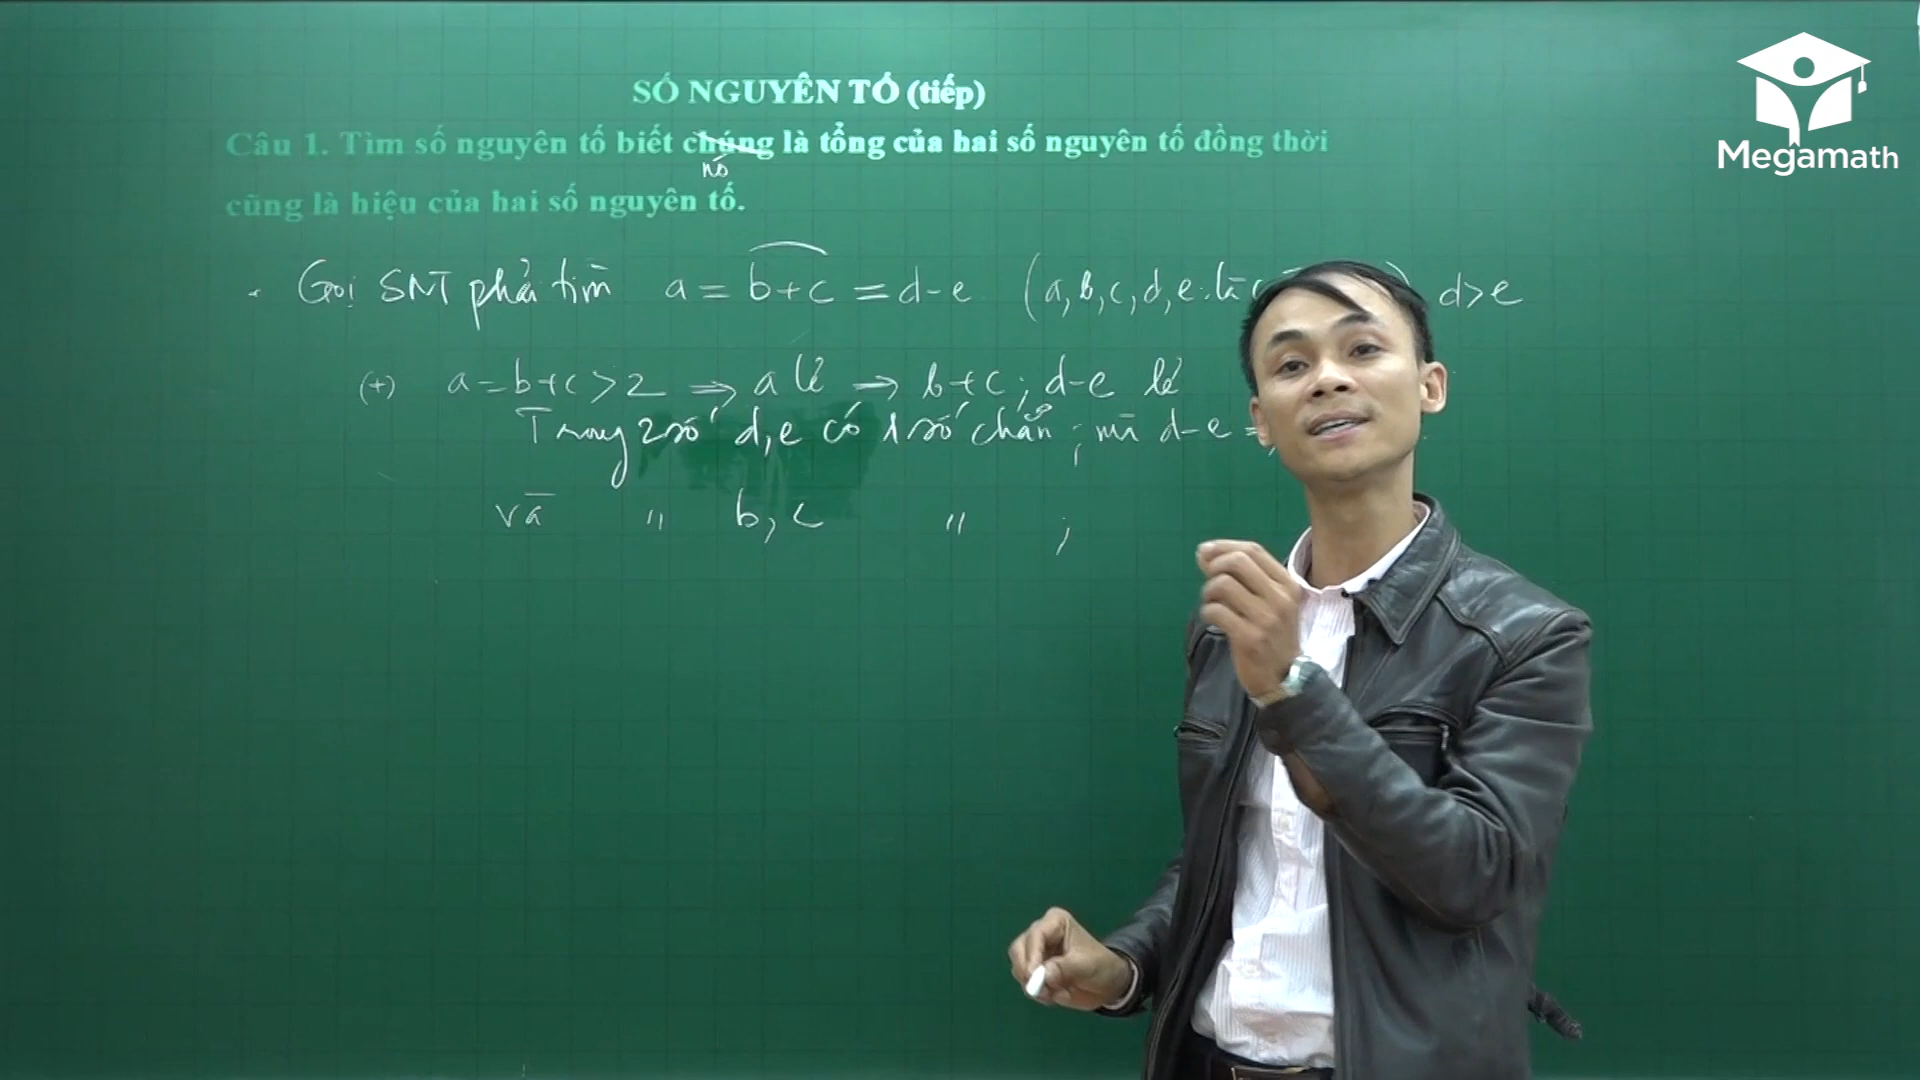 Megamath
SỐ NGUYÊN TỐ (tiếp)
Câu 1. Tìm số nguyên tố biết chúng là tổng của hai số nguyên tố đồng thời
nó
cũng là hiệu của hai số nguyên tố.
. Gọi SNT phải tìm a = b+c = d-e (a, b, c, d, e là d>e
(+) a = b+c > 2 ⇒ a lẻ ⇒ b+c ; d-e lẻ
Trong 2 số d, e có 1 số chẵn ; mà d-e =
và " b, c " ;